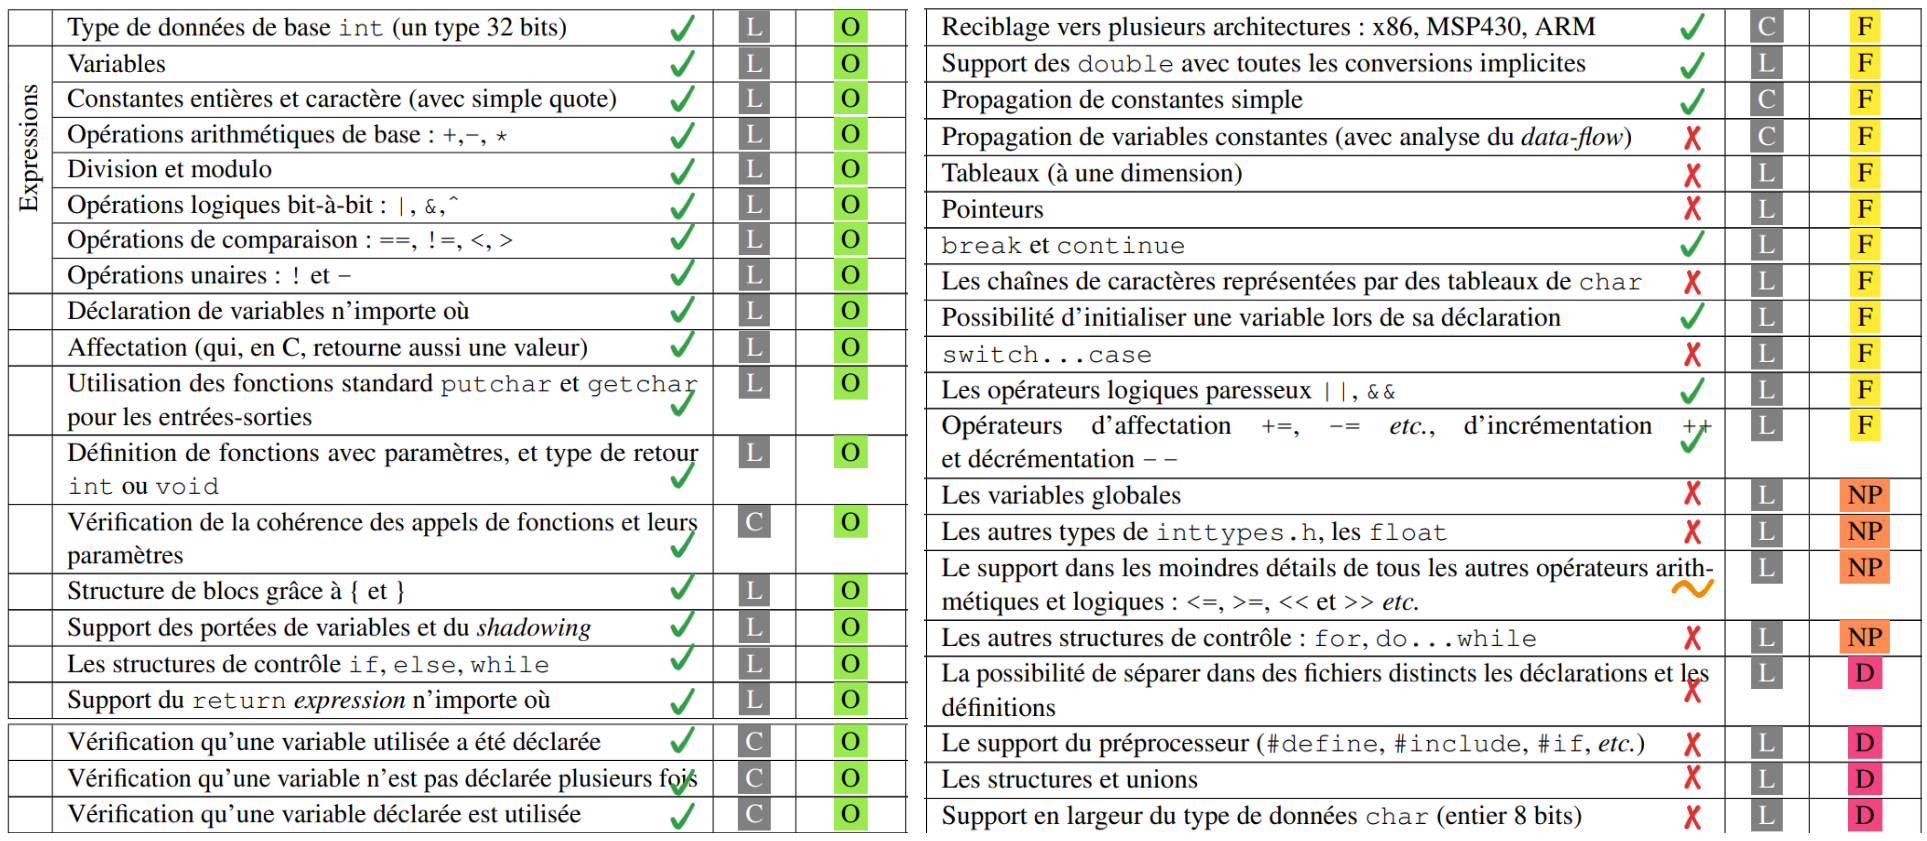 Type de données de base int (un type 32 bits) ✓ L O
Expressions
Variables ✓ L O
Constantes entières et caractère (avec simple quote) ✓ L O
Opérations arithmétiques de base : +,−, * ✓ L O
Division et modulo ✓ L O
Opérations logiques bit-à-bit : |, &,^ ✓ L O
Opérations de comparaison : ==, !=, <, > ✓ L O
Opérations unaires : ! et − ✓ L O
Déclaration de variables n’importe où ✓ L O
Affectation (qui, en C, retourne aussi une valeur) ✓ L O
Utilisation des fonctions standard putchar et getchar L O
pour les entrées-sorties ✓
Définition de fonctions avec paramètres, et type de retour L O
int ou void ✓
Vérification de la cohérence des appels de fonctions et leurs C O
paramètres ✓
Structure de blocs grâce à { et } ✓ L O
Support des portées de variables et du shadowing ✓ L O
Les structures de contrôle if, else, while ✓ L O
Support du return expression n’importe où ✓ L O
Vérification qu’une variable utilisée a été déclarée ✓ C O
Vérification qu’une variable n’est pas déclarée plusieurs fois ✓ C O
Vérification qu’une variable déclarée est utilisée ✓ C O
Reciblage vers plusieurs architectures : x86, MSP430, ARM ✓ C F
Support des double avec toutes les conversions implicites ✓ L F
Propagation de constantes simple ✓ C F
Propagation de variables constantes (avec analyse du data-flow) ✗ C F
Tableaux (à une dimension) ✗ L F
Pointeurs ✗ L F
break et continue ✓ L F
Les chaînes de caractères représentées par des tableaux de char ✗ L F
Possibilité d’initialiser une variable lors de sa déclaration ✓ L F
switch...case ✗ L F
Les opérateurs logiques paresseux ||, && ✓ L F
Opérateurs d’affectation +=, −= etc., d’incrémentation ++ L F
et décrémentation −− ✓
Les variables globales ✗ L NP
Les autres types de inttypes.h, les float ✗ L NP
Le support dans les moindres détails de tous les autres opérateurs arith- L NP
métiques et logiques : <=, >=, << et >> etc. ~
Les autres structures de contrôle : for, do...while ✗ L NP
La possibilité de séparer dans des fichiers distincts les déclarations et les L D
définitions ✗
Le support du préprocesseur (#define, #include, #if, etc.) ✗ L D
Les structures et unions ✗ L D
Support en largeur du type de données char (entier 8 bits) ✗ L D